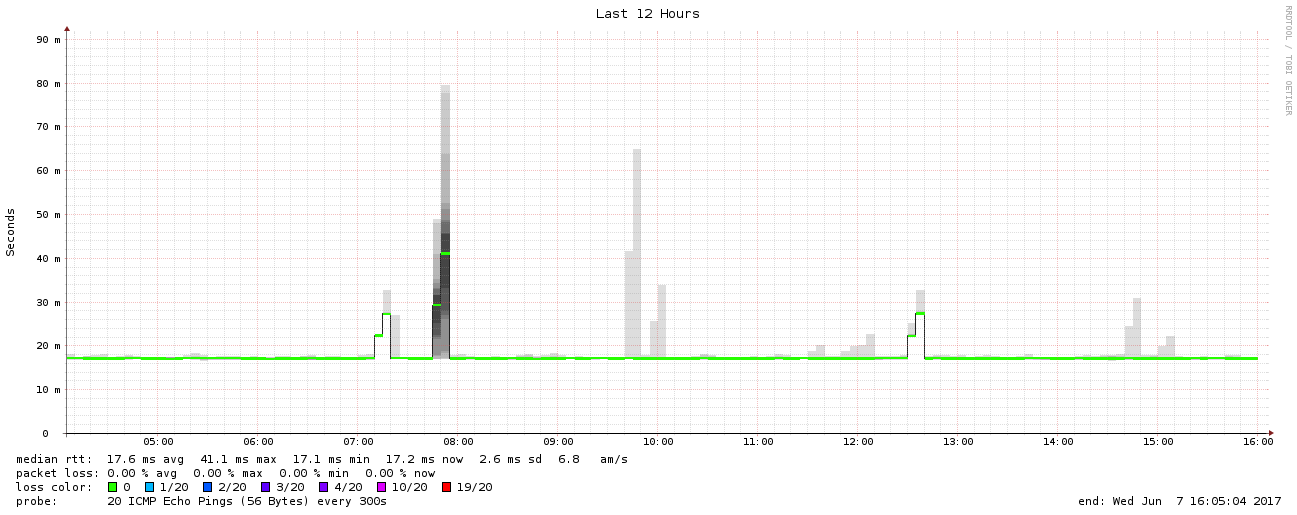 Last 12 Hours
RRDTOOL / TOBI OETIKER
Seconds
90 m
80 m
70 m
60 m
50 m
40 m
30 m
20 m
10 m
0
05:00 06:00 07:00 08:00 09:00 10:00 11:00 12:00 13:00 14:00 15:00 16:00
median rtt: 17.6 ms avg 41.1 ms max 17.1 ms min 17.2 ms now 2.6 ms sd 6.8 am/s
packet loss: 0.00 % avg 0.00 % max 0.00 % min 0.00 % now
loss color: 0 1/20 2/20 3/20 4/20 10/20 19/20
probe: 20 ICMP Echo Pings (56 Bytes) every 300s end: Wed Jun 7 16:05:04 2017